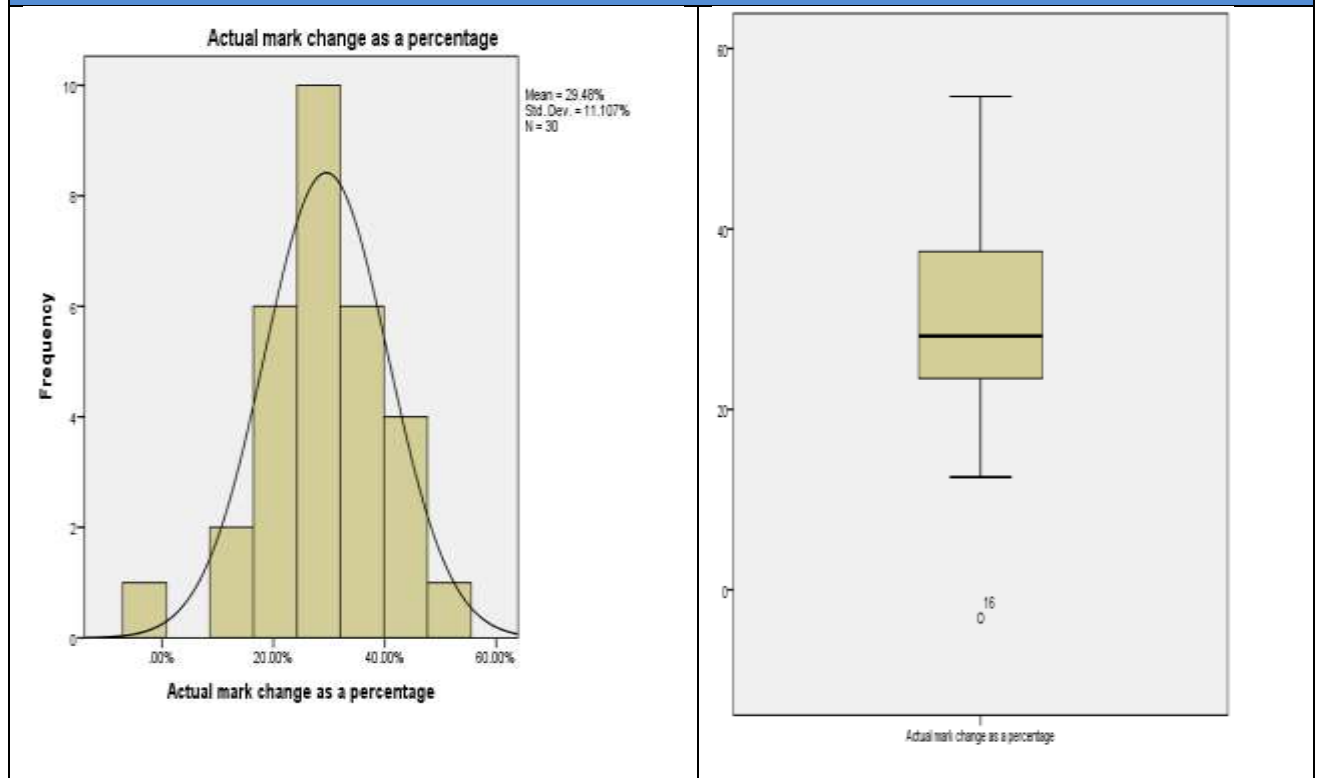 Actual mark change as a percentage
Mean = 29.48%
Std. Dev. = 11.107%
N = 30
Frequency
10
8
6
4
2
0
.00%
20.00%
40.00%
60.00%
Actual mark change as a percentage
60
40
20
0
16
Actual mark change as a percentage